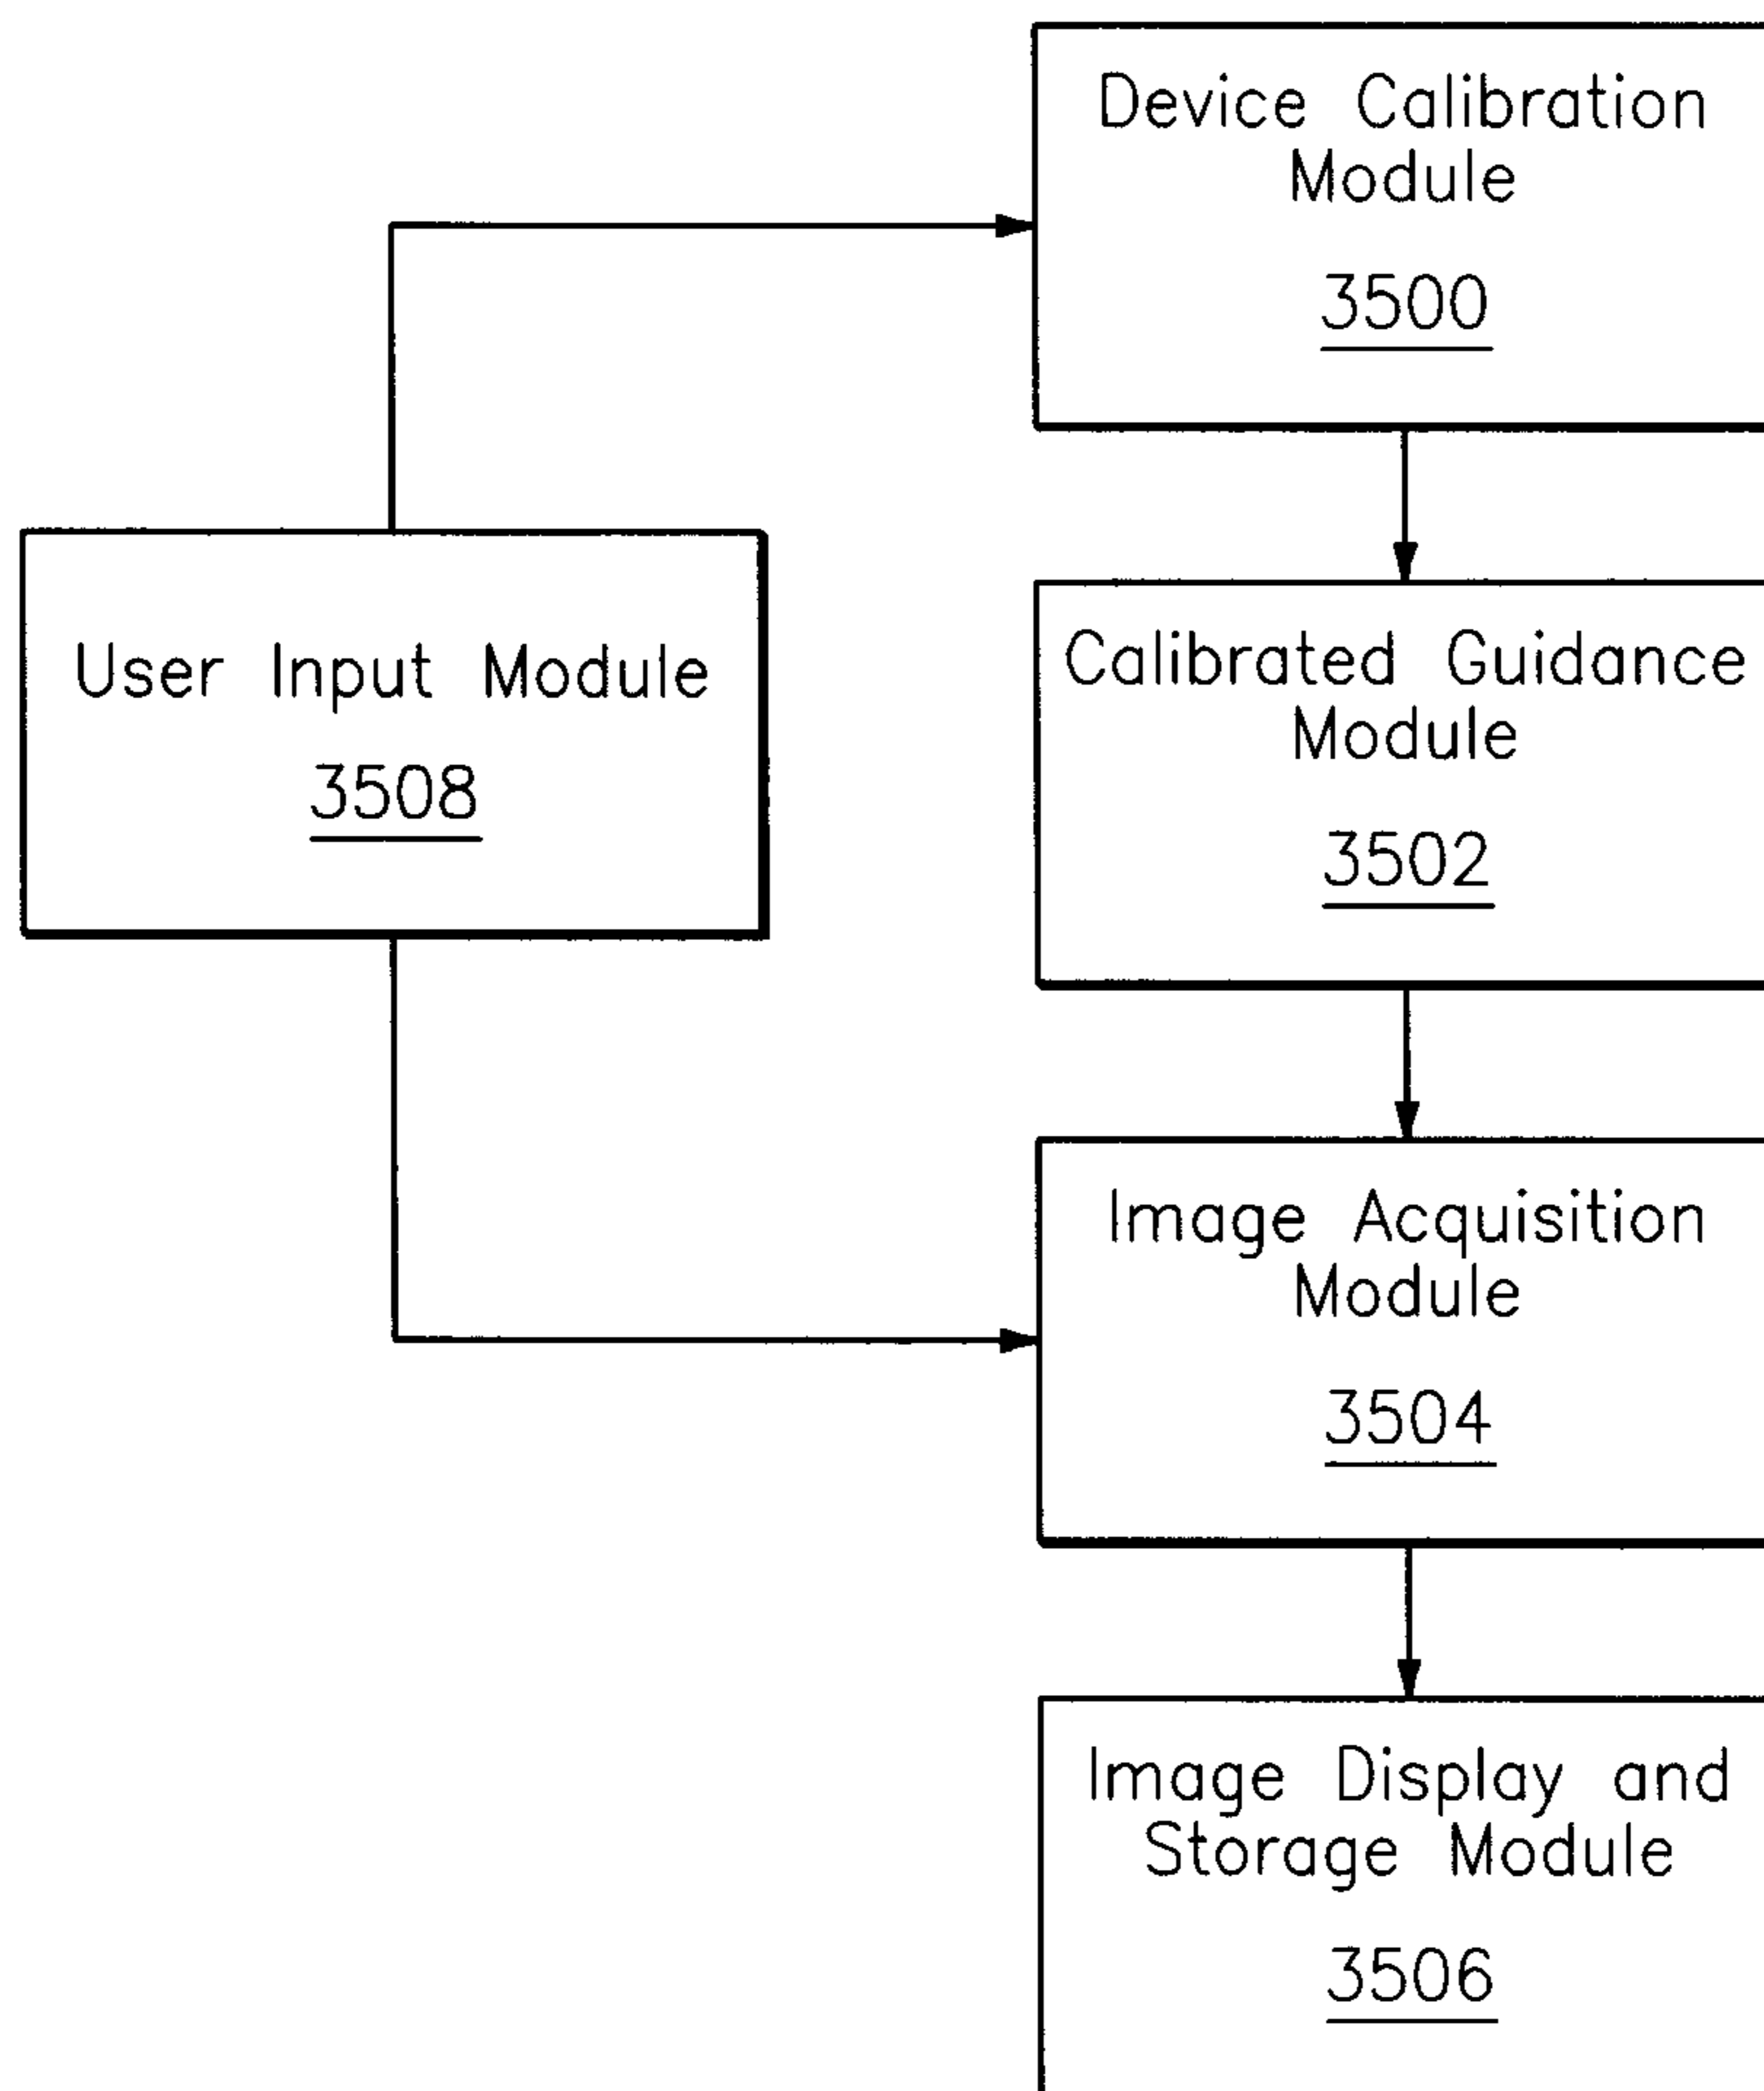 Device Calibration
Module
3500
User Input Module
3508
Calibrated Guidance
Module
3502
Image Acquisition
Module
3504
Image Display and
Storage Module
3506